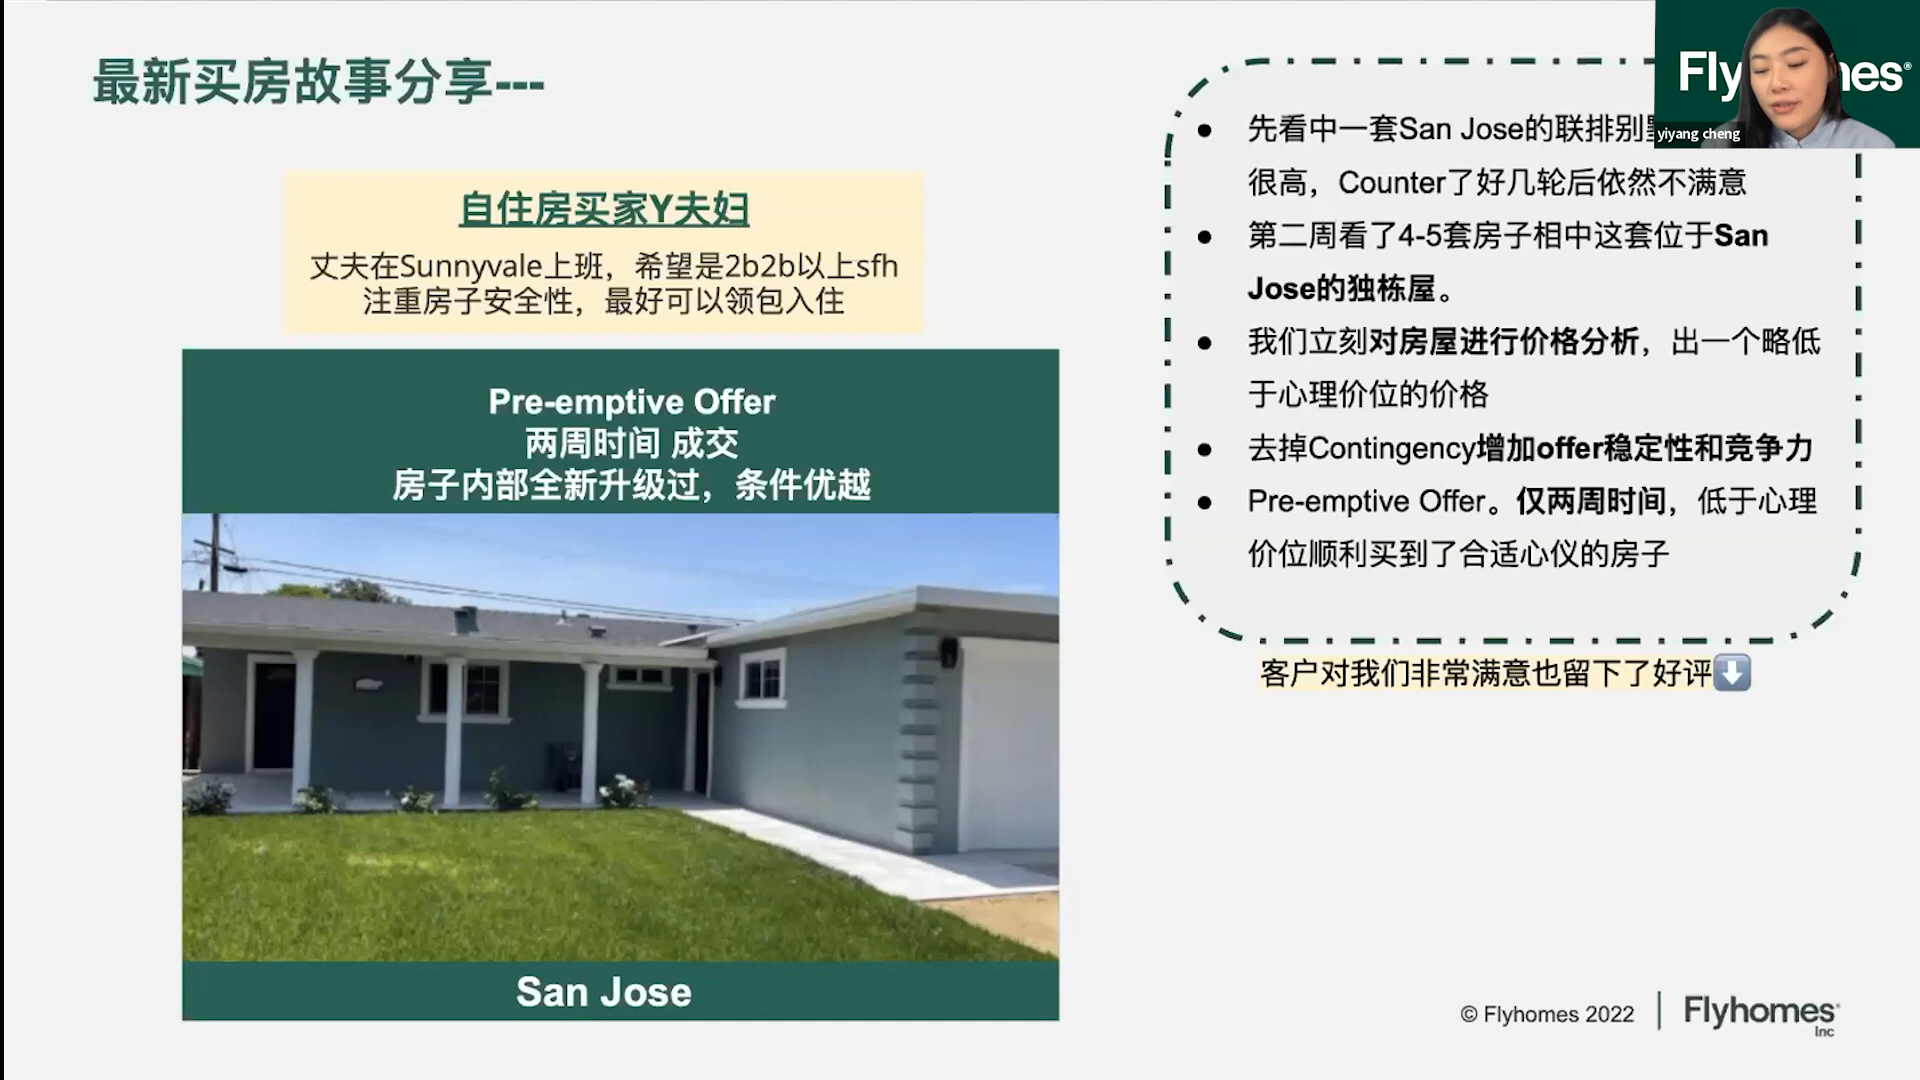 最新买房故事分享---
自住房买家Y夫妇
丈夫在Sunnyvale上班，希望是2b2b以上sfh
注重房子安全性，最好可以领包入住
Pre-emptive Offer
两周时间 成交
房子内部全新升级过，条件优越
San Jose
先看中一套San Jose的联排别
很高，Counter了好几轮后依然不满意
第二周看了4-5套房子相中这套位于San
Jose的独栋屋。
我们立刻对房屋进行价格分析，出一个略低
于心理价位的价格
去掉Contingency增加offer稳定性和竞争力
Pre-emptive Offer。仅两周时间，低于心理
价位顺利买到了合适心仪的房子
客户对我们非常满意也留下了好评
yiyang cheng
© Flyhomes 2022
Flyhomes
Inc